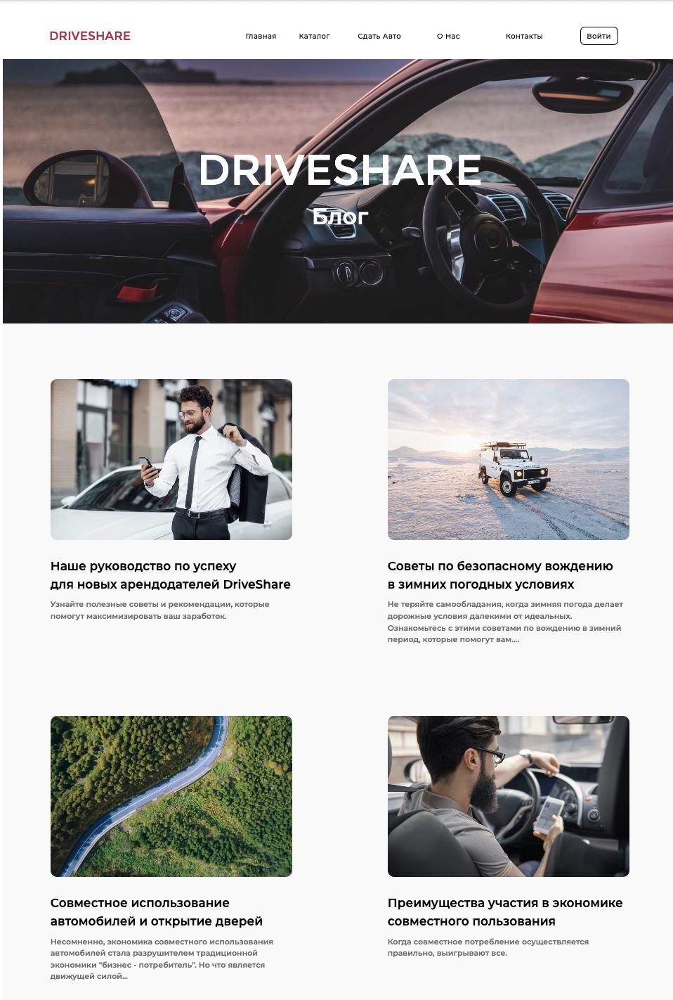 DRIVESHARE
Главная Каталог Сдать Авто О Нас Контакты Войти
DRIVESHARE
Блог
Наше руководство по успеху
для новых арендодателей DriveShare
Узнайте полезные советы и рекомендации, которые
помогут максимизировать ваш заработок.
Советы по безопасному вождению
в зимних погодных условиях
Не теряйте самообладания, когда зимняя погода делает
дорожные условия далекими от идеальных.
Ознакомьтесь с этими советами по вождению в зимний
период, которые помогут вам....
Совместное использование
автомобилей и открытие дверей
Несомненно, экономика совместного использования
автомобилей стала разрушителем традиционной
экономики "бизнес - потребитель". Но что является
движущей силой...
Преимущества участия в экономике
совместного пользования
Когда совместное потребление осуществляется
правильно, выигрывают все.